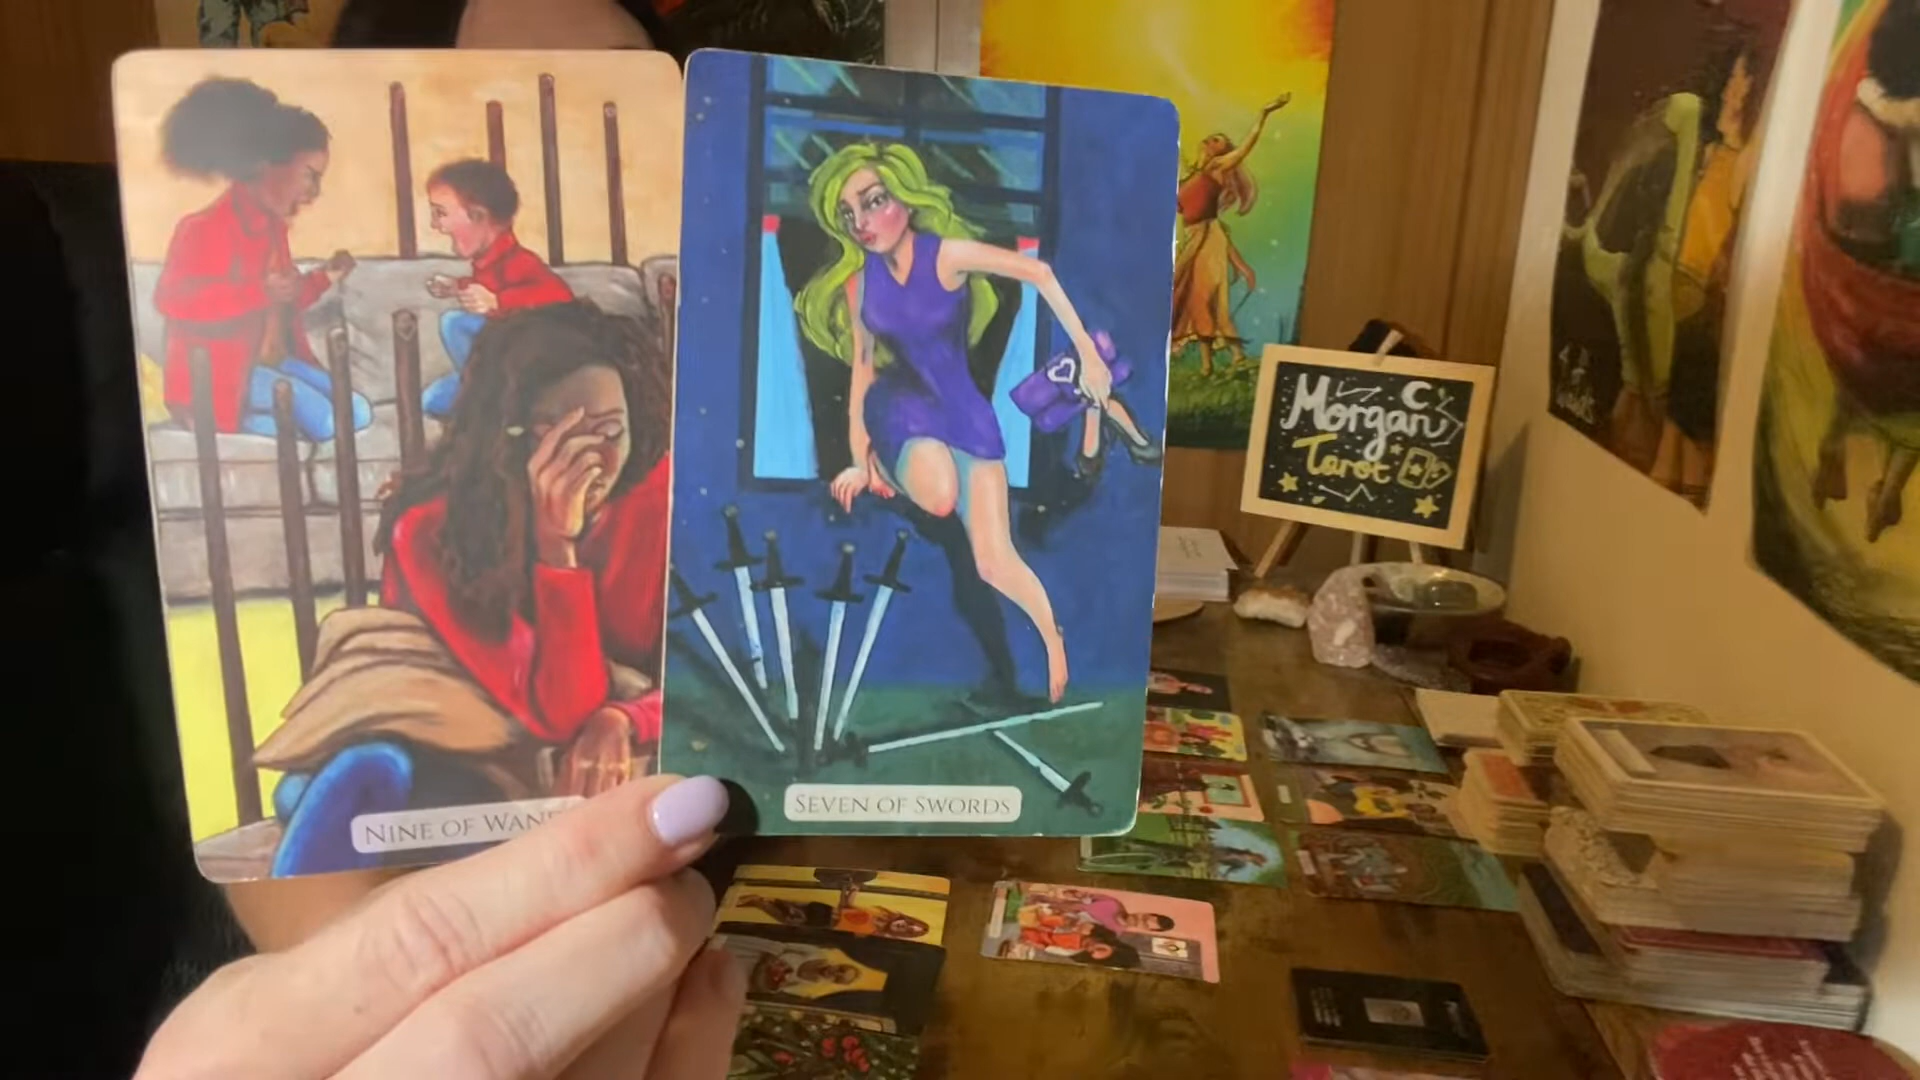 NINE OF WAN
SEVEN OF SWORDS
Morgan
Tarot